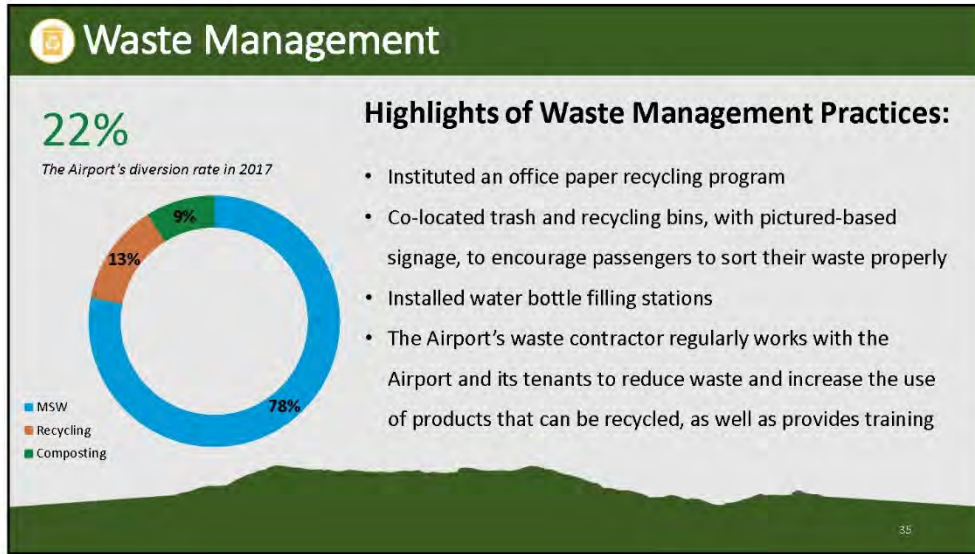 Waste Management
22%
The Airport's diversion rate in 2017
9%
13%
78%
MSW
Recycling
Composting
Highlights of Waste Management Practices:
• Instituted an office paper recycling program
• Co-located trash and recycling bins, with pictured-based
signage, to encourage passengers to sort their waste properly
• Installed water bottle filling stations
• The Airport's waste contractor regularly works with the
Airport and its tenants to reduce waste and increase the use
of products that can be recycled, as well as provides training
35